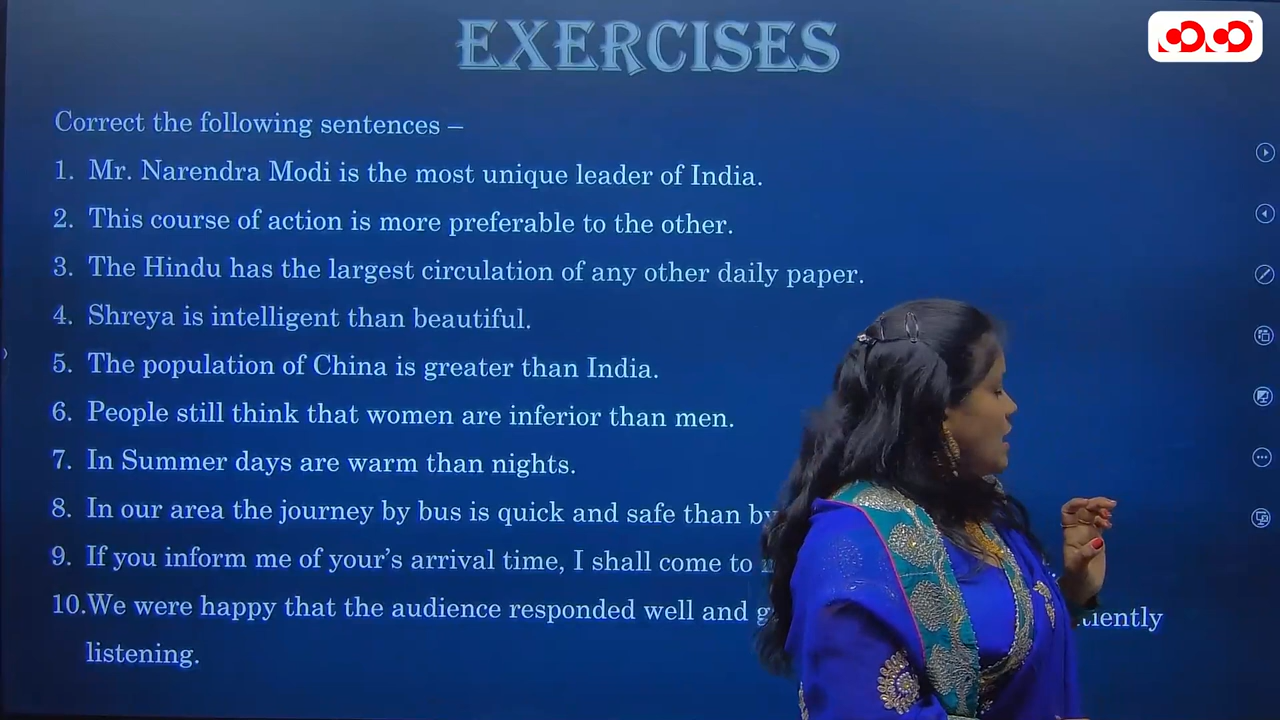 EXERCISES
Correct the following sentences –
1. Mr. Narendra Modi is the most unique leader of India.
2. This course of action is more preferable to the other.
3. The Hindu has the largest circulation of any other daily paper.
4. Shreya is intelligent than beautiful.
5. The population of China is greater than India.
6. People still think that women are inferior than men.
7. In Summer days are warm than nights.
8. In our area the journey by bus is quick and safe than by
9. If you inform me of your's arrival time, I shall come to
10.We were happy that the audience responded well and
listening.